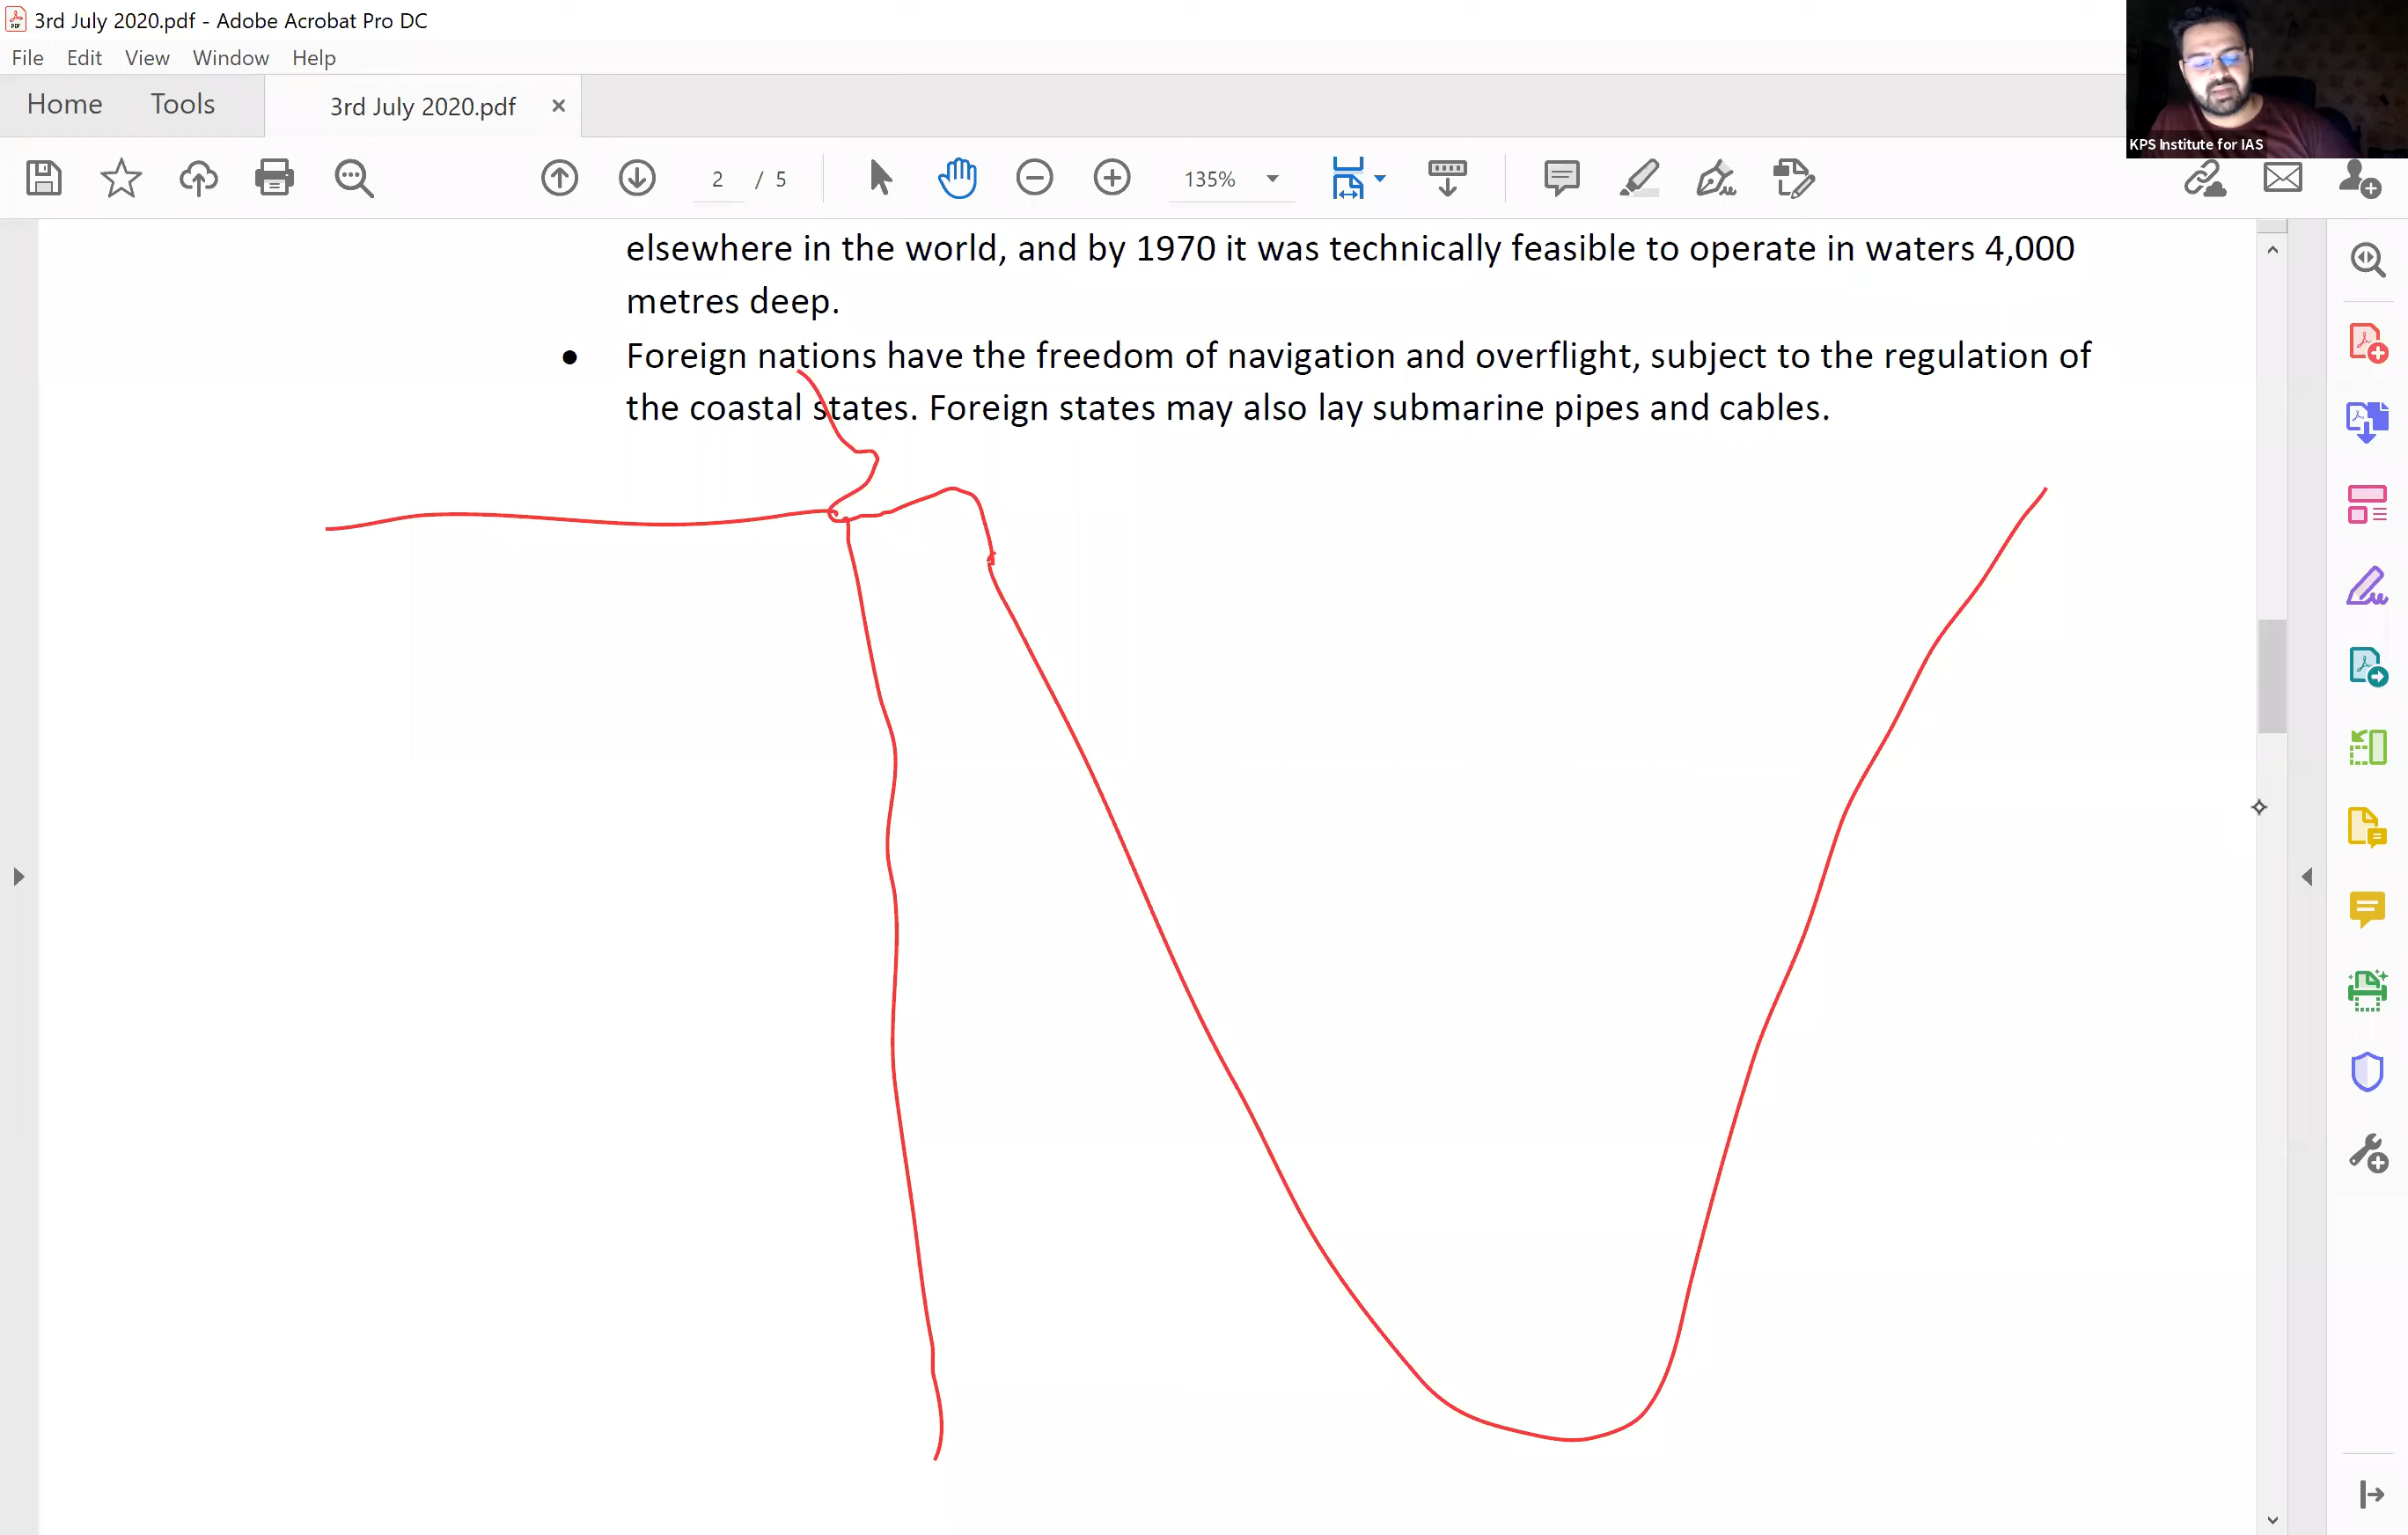 3rd July 2020.pdf - Adobe Acrobat Pro DC
File Edit View Window Help
Home Tools 3rd July 2020.pdf ×
2 / 5 135%
KPS Institute for IAS
elsewhere in the world, and by 1970 it was technically feasible to operate in waters 4,000
metres deep.
• Foreign nations have the freedom of navigation and overflight, subject to the regulation of
the coastal states. Foreign states may also lay submarine pipes and cables.